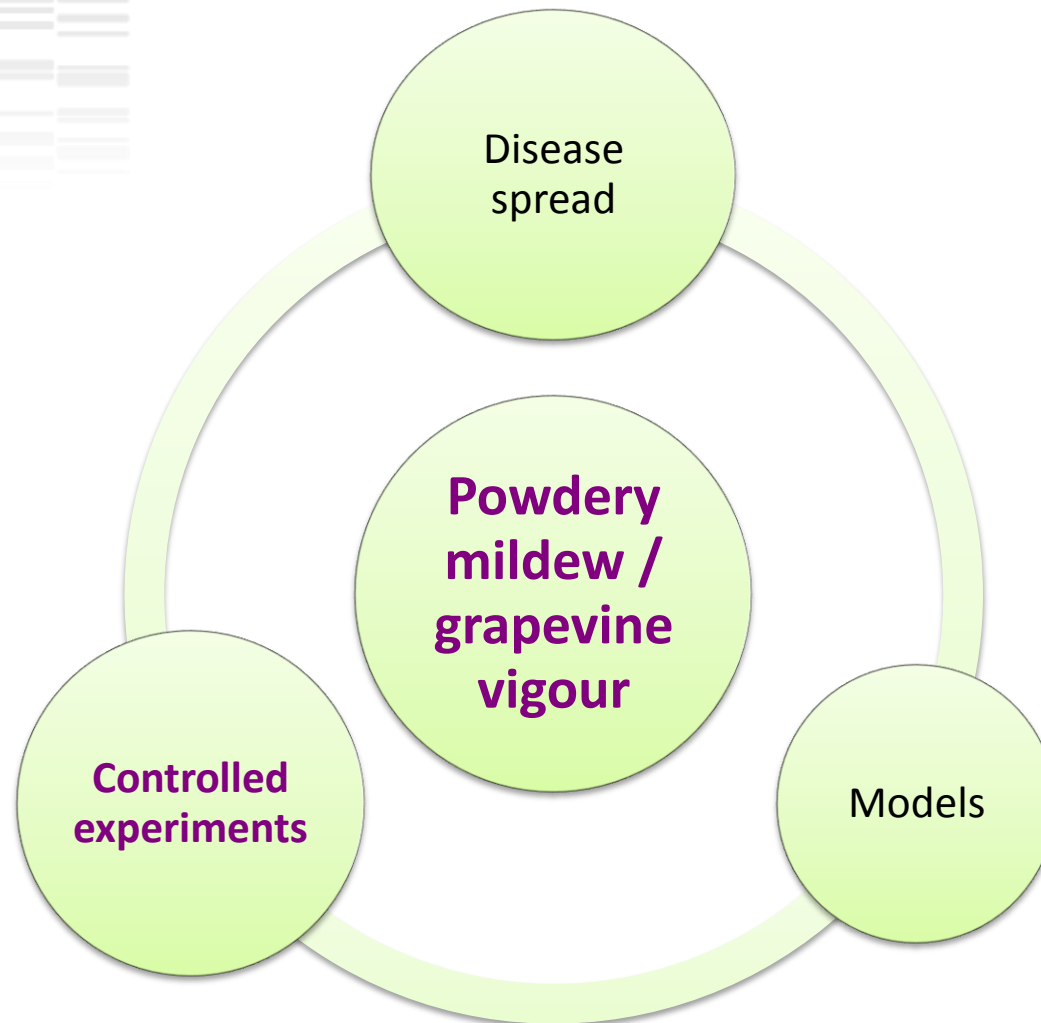 Disease
spread
Powdery
mildew /
grapevine
vigour
Controlled
experiments
Models